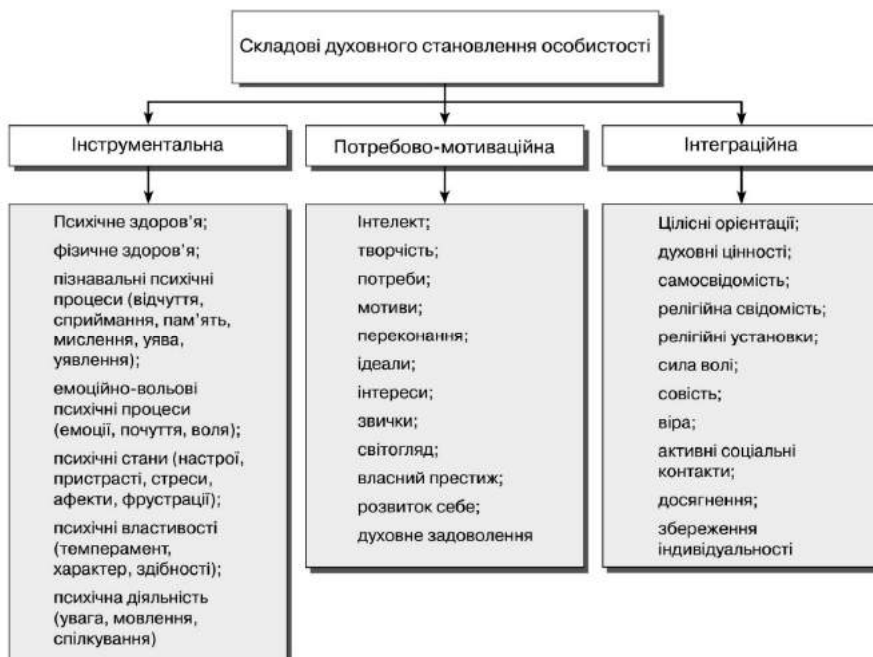 Складові духовного становлення особистості
Інструментальна
Потребово-мотиваційна
Інтеграційна
Психічне здоров'я;
фізичне здоров'я;
пізнавальні психічні
процеси (відчуття,
сприймання, пам'ять,
мислення, уява,
уявлення);
емоційно-вольові
психічні процеси
(емоції, почуття, воля);
психічні стани (настрої,
пристрасті, стреси,
афекти, фрустрації);
психічні властивості
(темперамент,
характер, здібності);
психічна діяльність
(увага, мовлення,
спілкування)
Інтелект;
творчість;
потреби;
мотиви;
переконання;
ідеали;
інтереси;
звички;
світогляд;
власний престиж;
розвиток себе;
духовне задоволення
Цілісні орієнтації;
духовні цінності;
самосвідомість;
релігійна свідомість;
релігійні установки;
сила волі;
совість;
віра;
активні соціальні
контакти;
досягнення;
збереження
індивідуальності